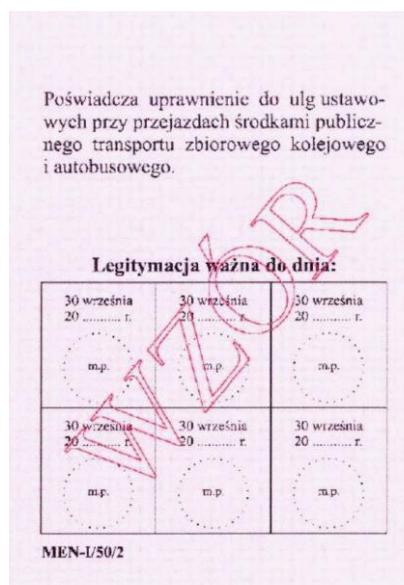 Poświadcza uprawnienie do ulg ustawo-
wych przy przejazdach środkami publicz-
nego transportu zbiorowego kolejowego
i autobusowego.
Legitymacja ważna do dnia:
30 września 30 września 30 września
20 .......... r. 20 .......... r. 20 .......... r.
m.p. m.p. m.p.
30 września 30 września 30 września
20 .......... r. 20 .......... r. 20 .......... r.
m.p. m.p. m.p.
WZÓR
MEN-I/50/2